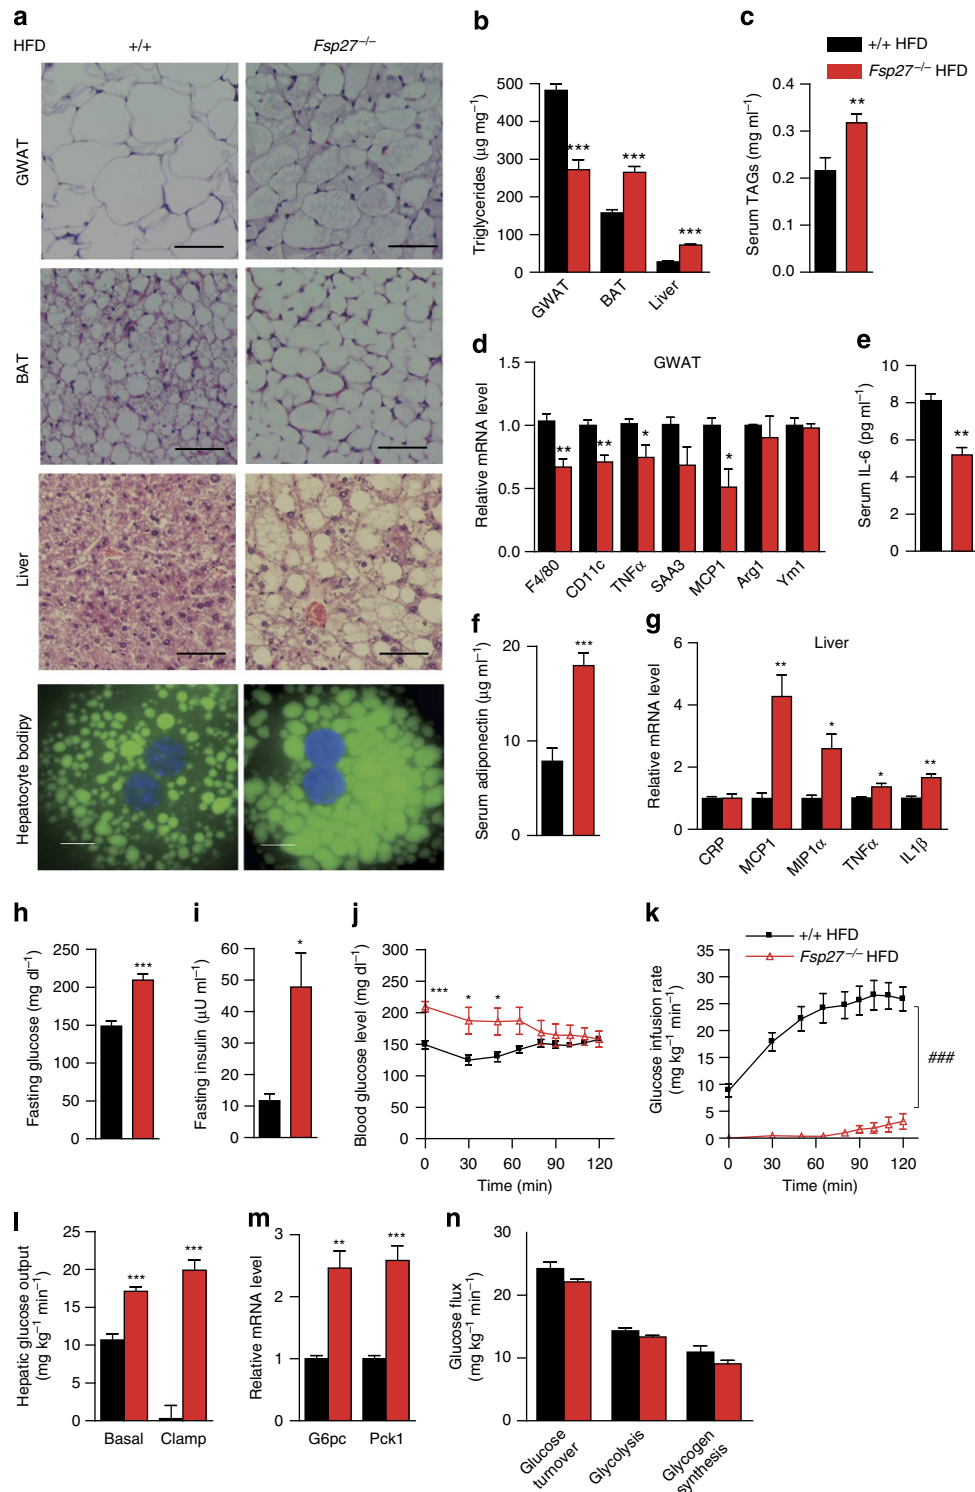 a
HFD +/+ Fsp27−/−
GWAT
BAT
Liver
Hepatocyte bodipy
b
Triglycerides (µg mg−1)
500
400
300
200
100
0
***
***
***
GWAT BAT Liver
c
+/+ HFD
Fsp27−/− HFD
Serum TAGs (mg ml−1)
0.4
0.3
0.2
0.1
0.0
**
d
GWAT
Relative mRNA level
1.5
1.0
0.5
0.0
** ** * *
F4/80 CD11c TNFα SAA3 MCP1 Arg1 Ym1
e
Serum IL-6 (pg ml−1)
10
8
6
4
2
0
**
f
Serum adiponectin (µg ml−1)
20
10
0
***
g
Liver
Relative mRNA level
6
4
2
0
** * * **
CRP MCP1 MIP1α TNFα IL1β
h
Fasting glucose (mg dl−1)
250
200
150
100
50
0
***
i
Fasting insulin (µU ml−1)
60
40
20
10
0
*
j
Blood glucose level (mg dl−1)
300
250
200
150
100
50
0
*** * *
0 30 60 90 120
Time (min)
k
+/+ HFD
Fsp27−/− HFD
Glucose infusion rate
(mg kg−1 min−1)
35
30
25
20
15
10
5
0
###
0 30 60 90 120
Time (min)
l
Hepatic glucose output
(mg kg−1 min−1)
25
20
15
10
5
0
*** ***
Basal Clamp
m
Relative mRNA level
3
2
1
0
** ***
G6pc Pck1
n
Glucose flux
(mg kg−1 min−1)
30
20
10
0
Glucose
turnover
Glycolysis
Glycogen
synthesis